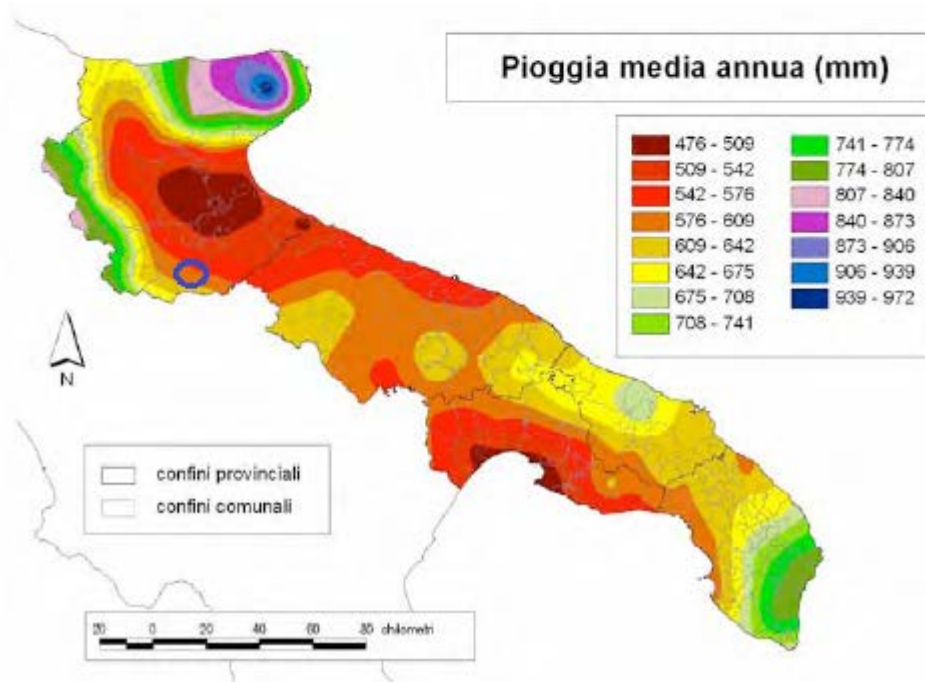 Pioggia media annua (mm)
476 - 509
509 - 542
542 - 576
576 - 609
609 - 642
642 - 675
675 - 708
708 - 741
741 - 774
774 - 807
807 - 840
840 - 873
873 - 906
906 - 939
939 - 972
N
confini provinciali
confini comunali
20 0 20 40 60 80 chilometri